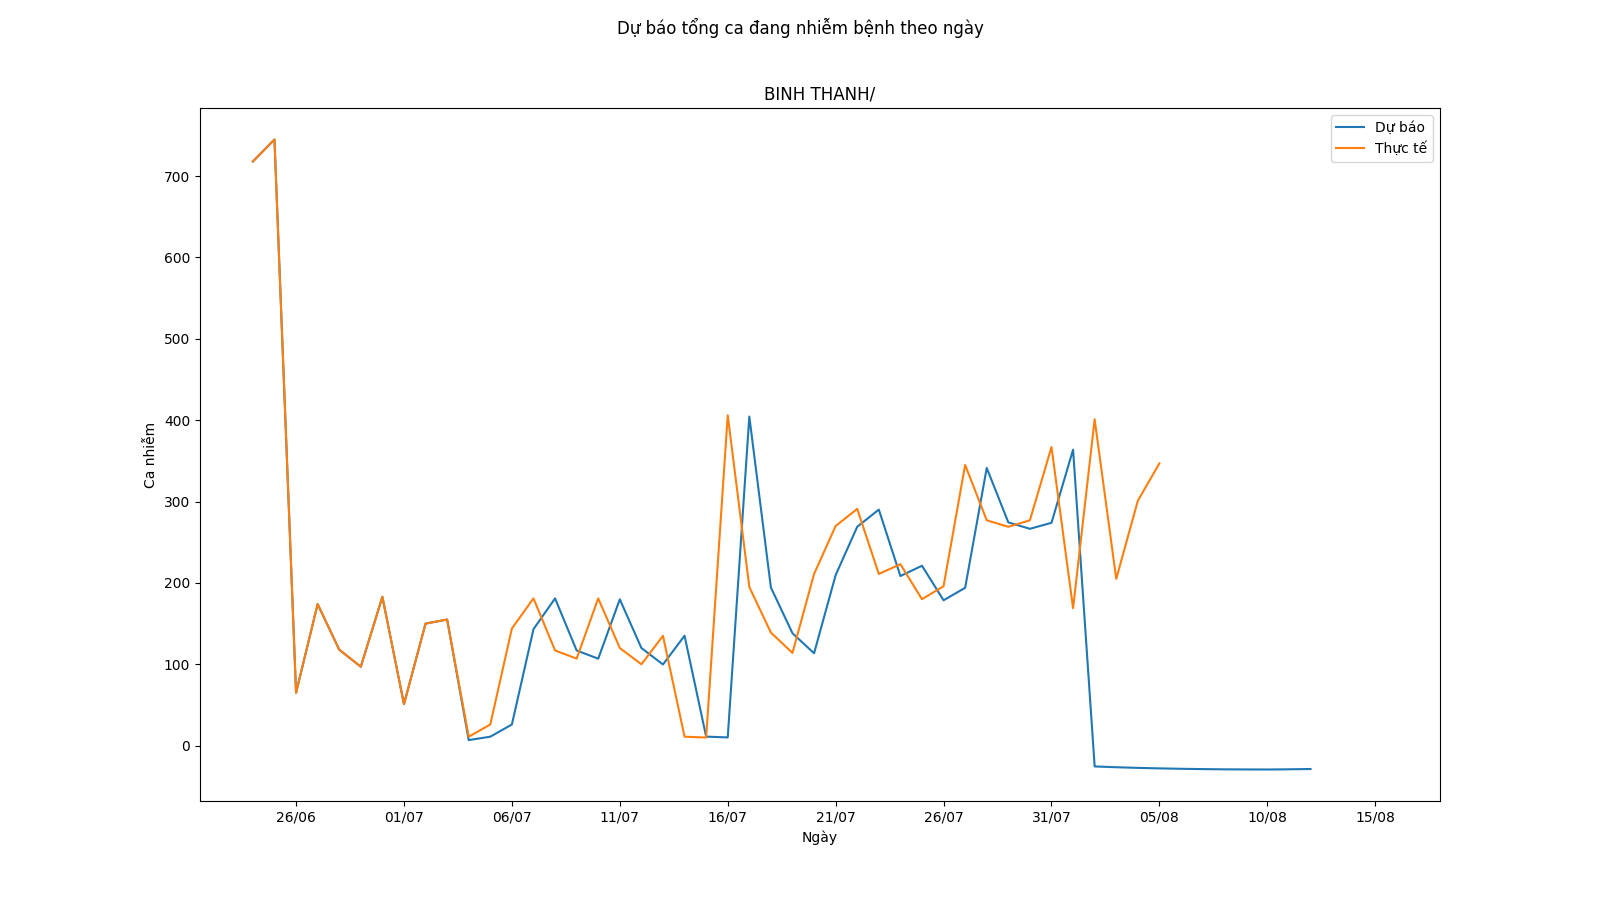 Dự báo tổng ca đang nhiễm bệnh theo ngày
BINH THANH/
Dự báo
Thực tế
700
600
500
400
300
200
100
0
Ca nhiễm
26/06 01/07 06/07 11/07 16/07 21/07 26/07 31/07 05/08 10/08 15/08
Ngày